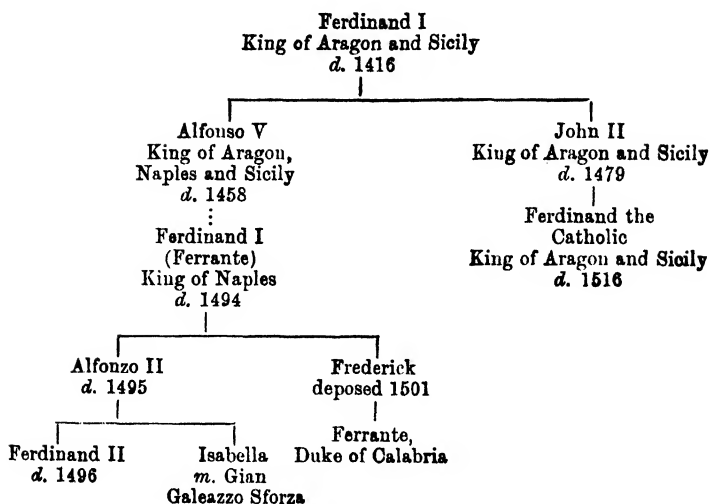 Ferdinand I
King of Aragon and Sicily
d. 1416
Alfonso V
King of Aragon,
Naples and Sicily
d. 1458
John II
King of Aragon and Sicily
d. 1479
Ferdinand I
(Ferrante)
King of Naples
d. 1494
Ferdinand the
Catholic
King of Aragon and Sicily
d. 1516
Alfonzo II
d. 1495
Frederick
deposed 1501
Ferdinand II
d. 1496
Isabella
m. Gian
Galeazzo Sforza
Ferrante,
Duke of Calabria